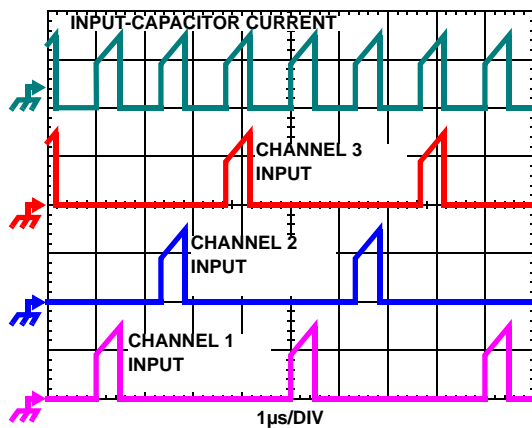 INPUT-CAPACITOR CURRENT
CHANNEL 3
INPUT
CHANNEL 2
INPUT
CHANNEL 1
INPUT
1µs/DIV